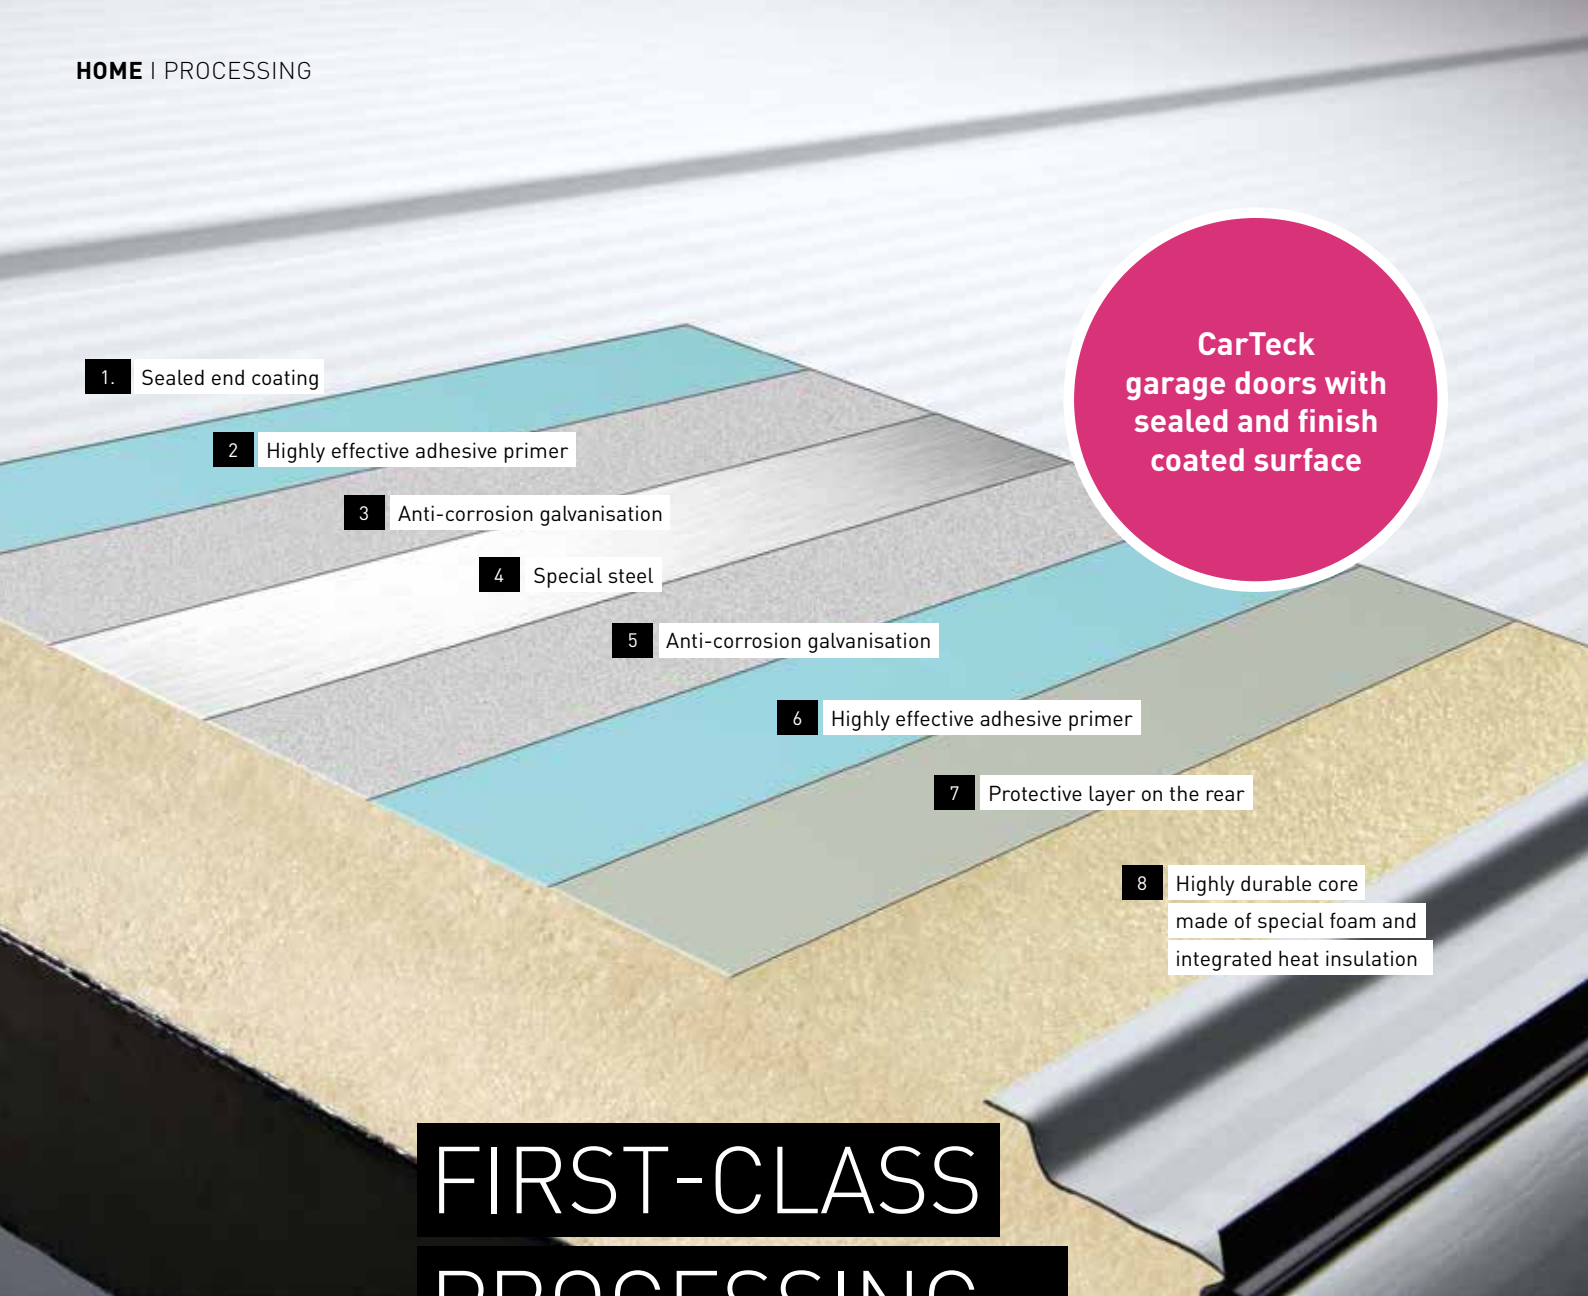 HOME | PROCESSING
CarTeck
garage doors with
sealed and finish
coated surface
1. Sealed end coating
2 Highly effective adhesive primer
3 Anti-corrosion galvanisation
4 Special steel
5 Anti-corrosion galvanisation
6 Highly effective adhesive primer
7 Protective layer on the rear
8 Highly durable core
made of special foam and
integrated heat insulation
FIRST-CLASS
PROCESSING